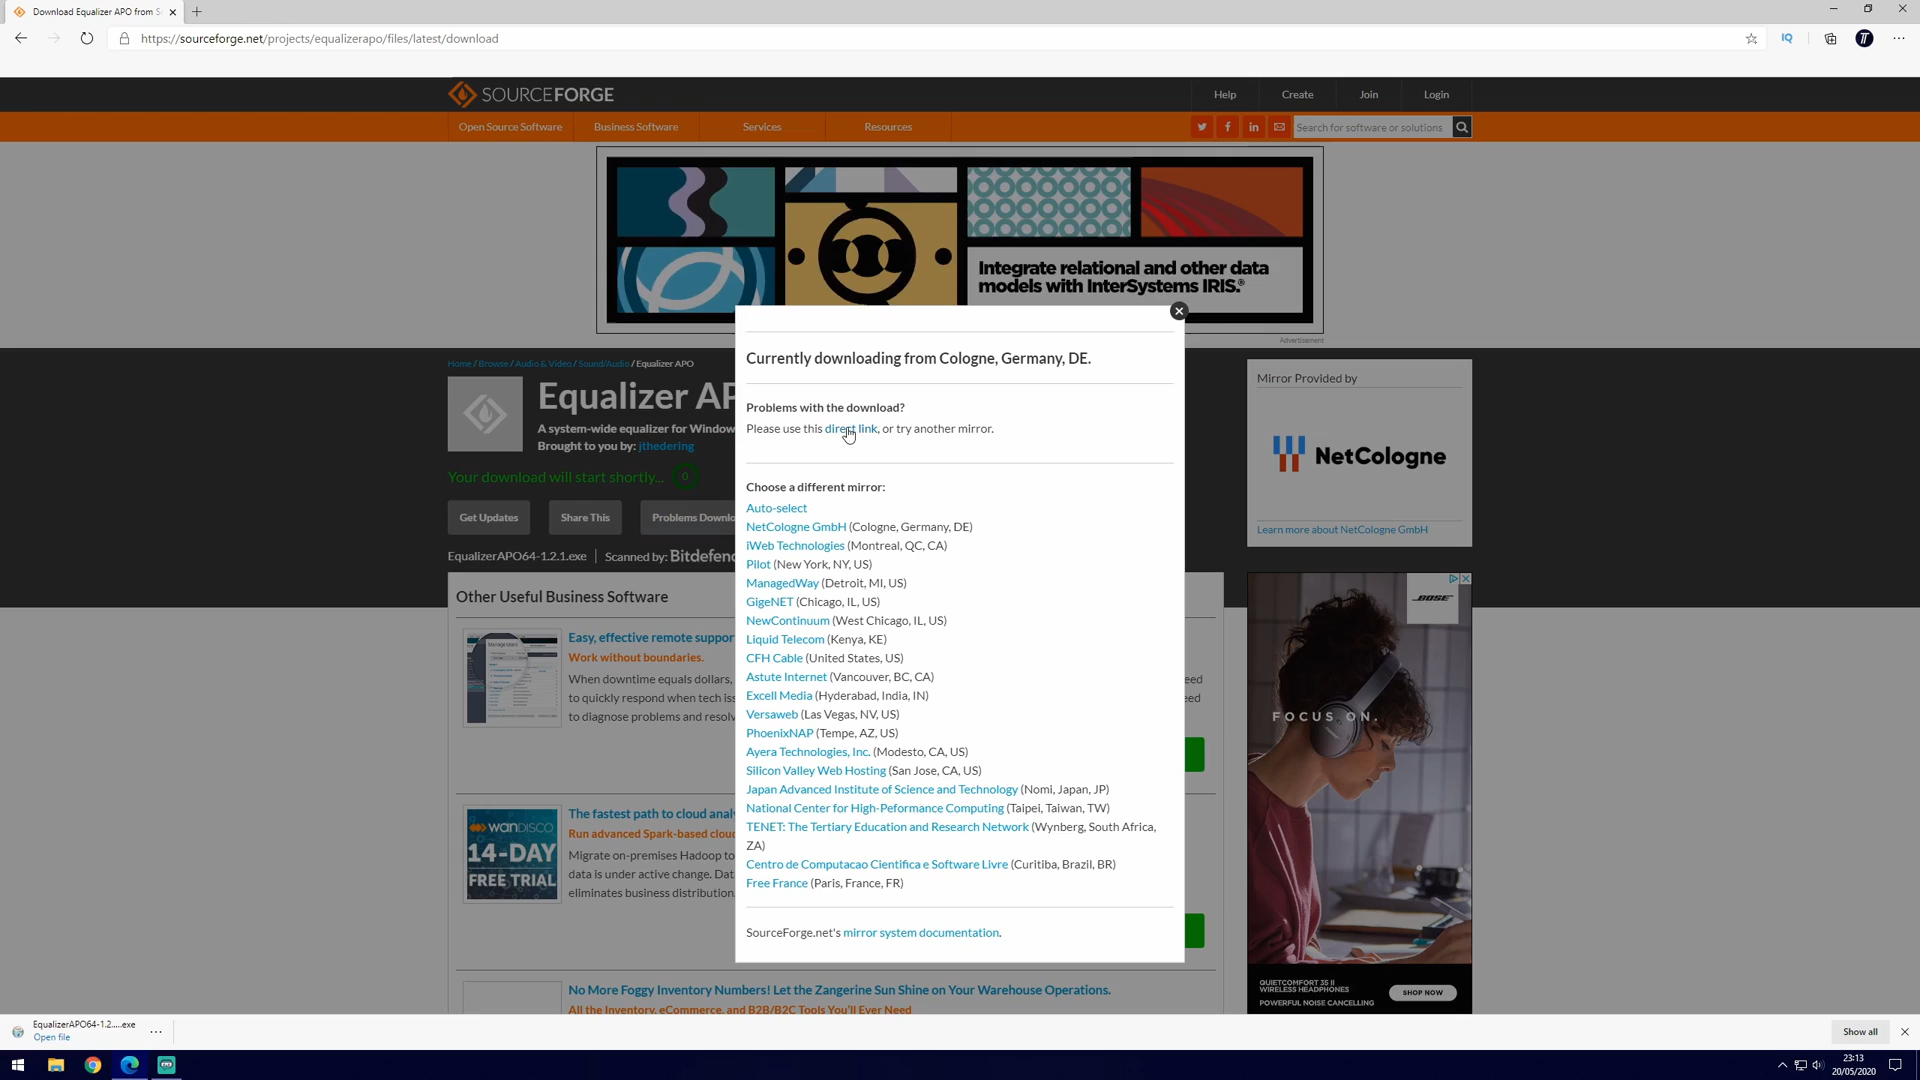 Download Equalizer APO from S
https://sourceforge.net/projects/equalizerapo/files/latest/download
IQ
SOURCEFORGE
Help
Create
Join
Login
Open Source Software
Business Software
Services
Resources
Search for software or solutions
Integrate relational and other data
models with InterSystems IRIS.®
Advertisement
Home / Browse / Audio & Video / Sound/Audio / Equalizer APO
Equalizer AP
A system-wide equalizer for Window
Brought to you by: jthedering
Your download will start shortly... 0
Get Updates
Share This
Problems Downlo
EqualizerAPO64-1.2.1.exe
Scanned by: Bitdefend
Currently downloading from Cologne, Germany, DE.
Problems with the download?
Please use this direct link, or try another mirror.
Choose a different mirror:
Auto-select
NetCologne GmbH (Cologne, Germany, DE)
iWeb Technologies (Montreal, QC, CA)
Pilot (New York, NY, US)
ManagedWay (Detroit, MI, US)
GigeNET (Chicago, IL, US)
NewContinuum (West Chicago, IL, US)
Liquid Telecom (Kenya, KE)
CFH Cable (United States, US)
Astute Internet (Vancouver, BC, CA)
Excell Media (Hyderabad, India, IN)
Versaweb (Las Vegas, NV, US)
PhoenixNAP (Tempe, AZ, US)
Ayera Technologies, Inc. (Modesto, CA, US)
Silicon Valley Web Hosting (San Jose, CA, US)
Japan Advanced Institute of Science and Technology (Nomi, Japan, JP)
National Center for High-Peformance Computing (Taipei, Taiwan, TW)
TENET: The Tertiary Education and Research Network (Wynberg, South Africa,
ZA)
Centro de Computacao Cientifica e Software Livre (Curitiba, Brazil, BR)
Free France (Paris, France, FR)
SourceForge.net's mirror system documentation.
Mirror Provided by
NetCologne
Learn more about NetCologne GmbH
Other Useful Business Software
Easy, effective remote suppor
Work without boundaries.
When downtime equals dollars,
need
to quickly respond when tech iss
eed
to diagnose problems and resolv
WANDISCO
14-DAY
FREE TRIAL
The fastest path to cloud analy
Run advanced Spark-based cloud
Migrate on-premises Hadoop to
data is under active change. Dat
eliminates business distribution.
No More Foggy Inventory Numbers! Let the Zangerine Sun Shine on Your Warehouse Operations.
All the Inventory, eCommerce, and B2B/B2C Tools You'll Ever Need
BOSE
FOCUS ON.
QUIETCOMFORT 35 II
WIRELESS HEADPHONES
POWERFUL NOISE CANCELLING
SHOP NOW
EqualizerAPO64-1.2.....exe
Open file
Show all
23:13
20/05/2020